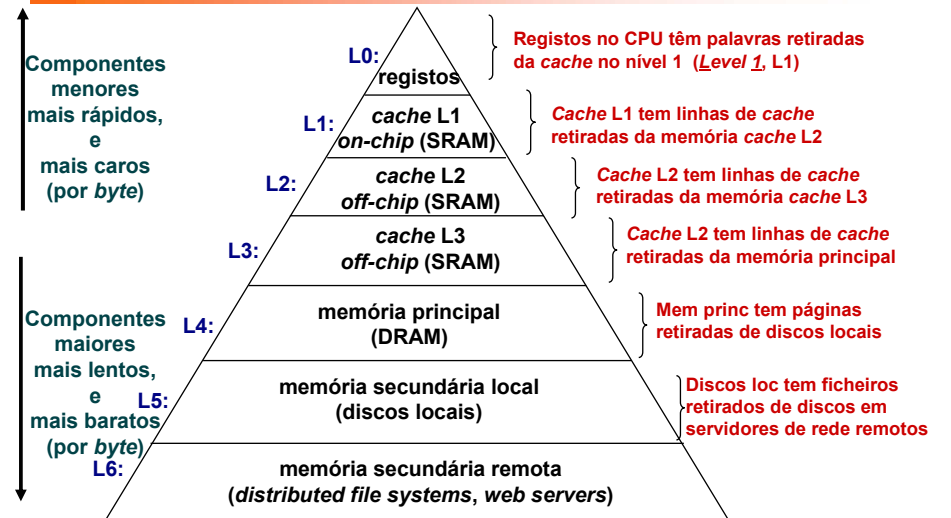 Componentes
menores
mais rápidos,
e
mais caros
(por byte)
Componentes
maiores
mais lentos,
e
mais baratos
(por byte)
L0:
registos
Registos no CPU têm palavras retiradas
da cache no nível 1 (Level 1, L1)
L1:
cache L1
on-chip (SRAM)
Cache L1 tem linhas de cache
retiradas da memória cache L2
L2:
cache L2
off-chip (SRAM)
Cache L2 tem linhas de cache
retiradas da memória cache L3
L3:
cache L3
off-chip (SRAM)
Cache L2 tem linhas de cache
retiradas da memória principal
L4:
memória principal
(DRAM)
Mem princ tem páginas
retiradas de discos locais
L5:
memória secundária local
(discos locais)
Discos loc tem ficheiros
retirados de discos em
servidores de rede remotos
L6:
memória secundária remota
(distributed file systems, web servers)